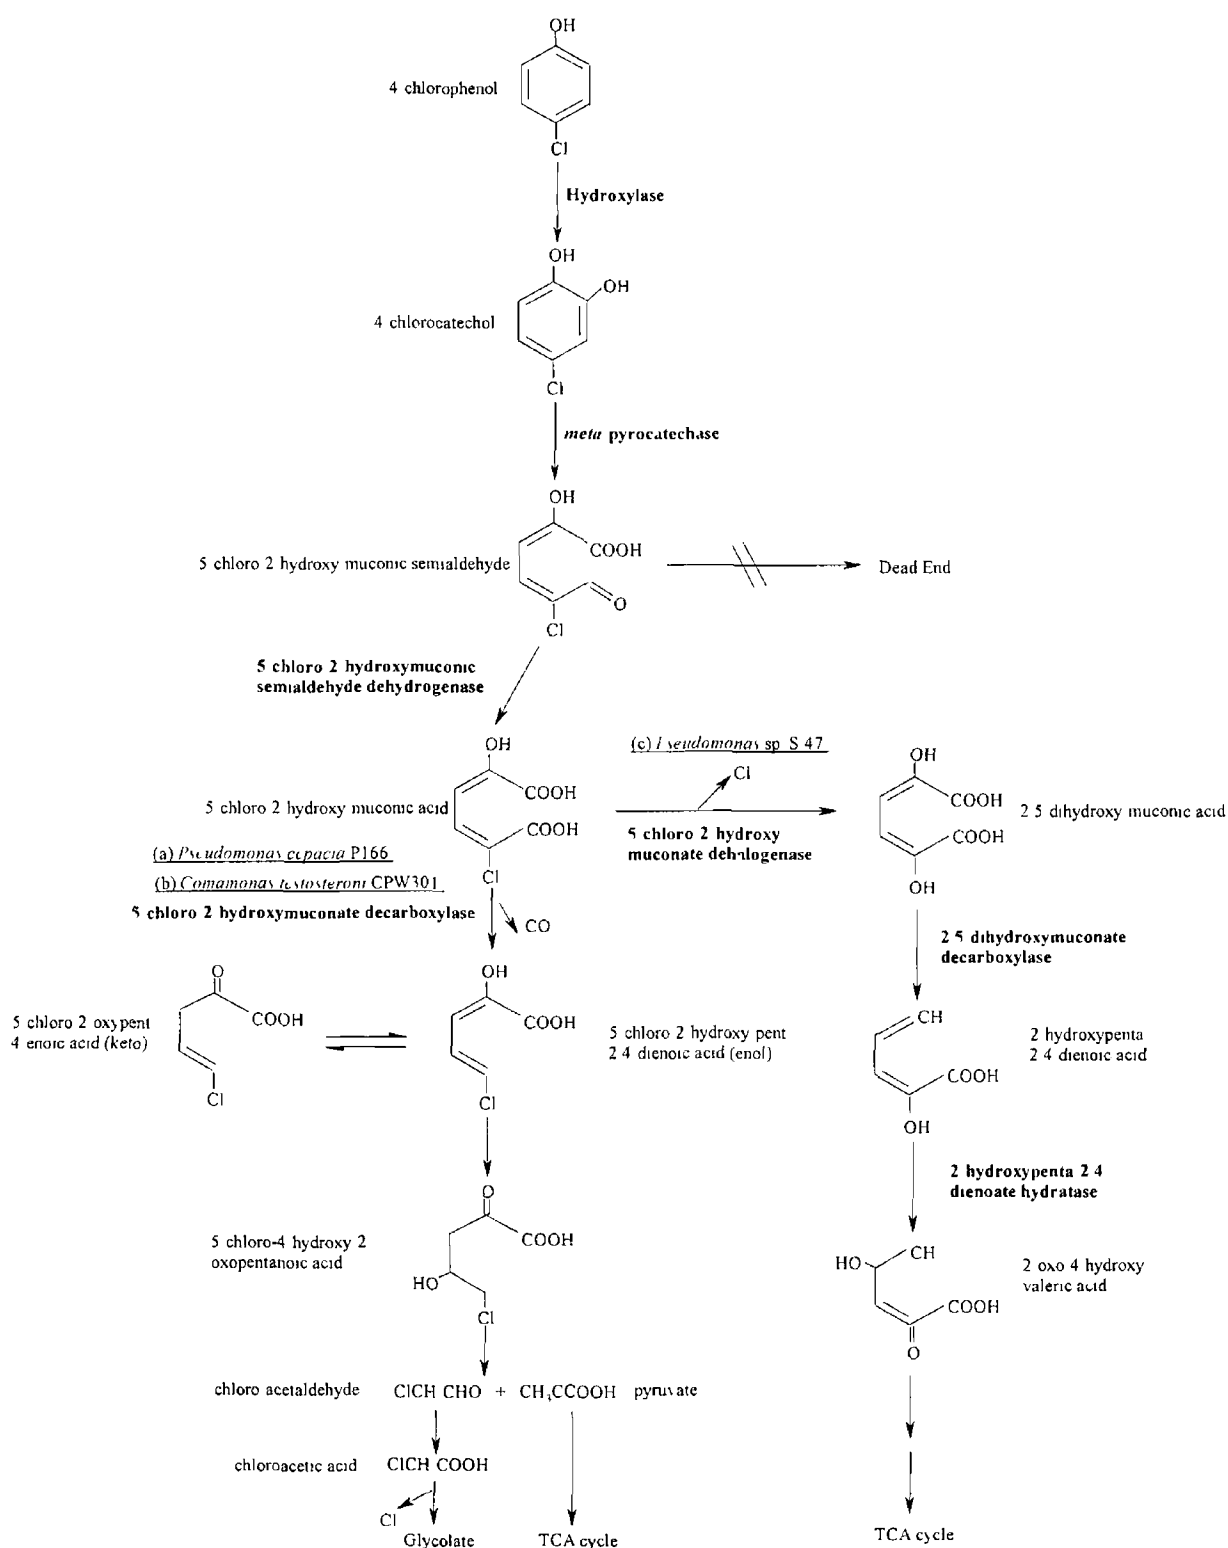 OH
4 chlorophenol
Cl
Hydroxylase
OH
OH
4 chlorocatechol
Cl
meta pyrocatechase
OH
COOH
5 chloro 2 hydroxy muconic semialdehyde
O
Cl
Dead End
5 chloro 2 hydroxymuconic
semialdehyde dehydrogenase
OH
COOH
5 chloro 2 hydroxy muconic acid
COOH
Cl
(c) Pseudomonas sp S 47
Cl
5 chloro 2 hydroxy
muconate dehalogenase
OH
COOH
2 5 dihydroxy muconic acid
COOH
OH
(a) Pseudomonas cepacia P166
(b) Comamonas testosteroni CPW301
5 chloro 2 hydroxymuconate decarboxylase
CO
2 5 dihydroxymuconate
decarboxylase
O
COOH
5 chloro 2 oxypent
4 enoic acid (keto)
Cl
OH
COOH
5 chloro 2 hydroxy pent
2 4 dienoic acid (enol)
Cl
CH
2 hydroxypenta
2 4 dienoic acid
COOH
OH
2 hydroxypenta 2 4
dienoate hydratase
O
COOH
5 chloro-4 hydroxy 2
oxopentanoic acid
HO
Cl
HO
CH
2 oxo 4 hydroxy
valeric acid
COOH
O
chloro acetaldehyde ClCH CHO + CH3CCOOH pyruvate
chloroacetic acid ClCH COOH
Cl
Glycolate
TCA cycle
TCA cycle